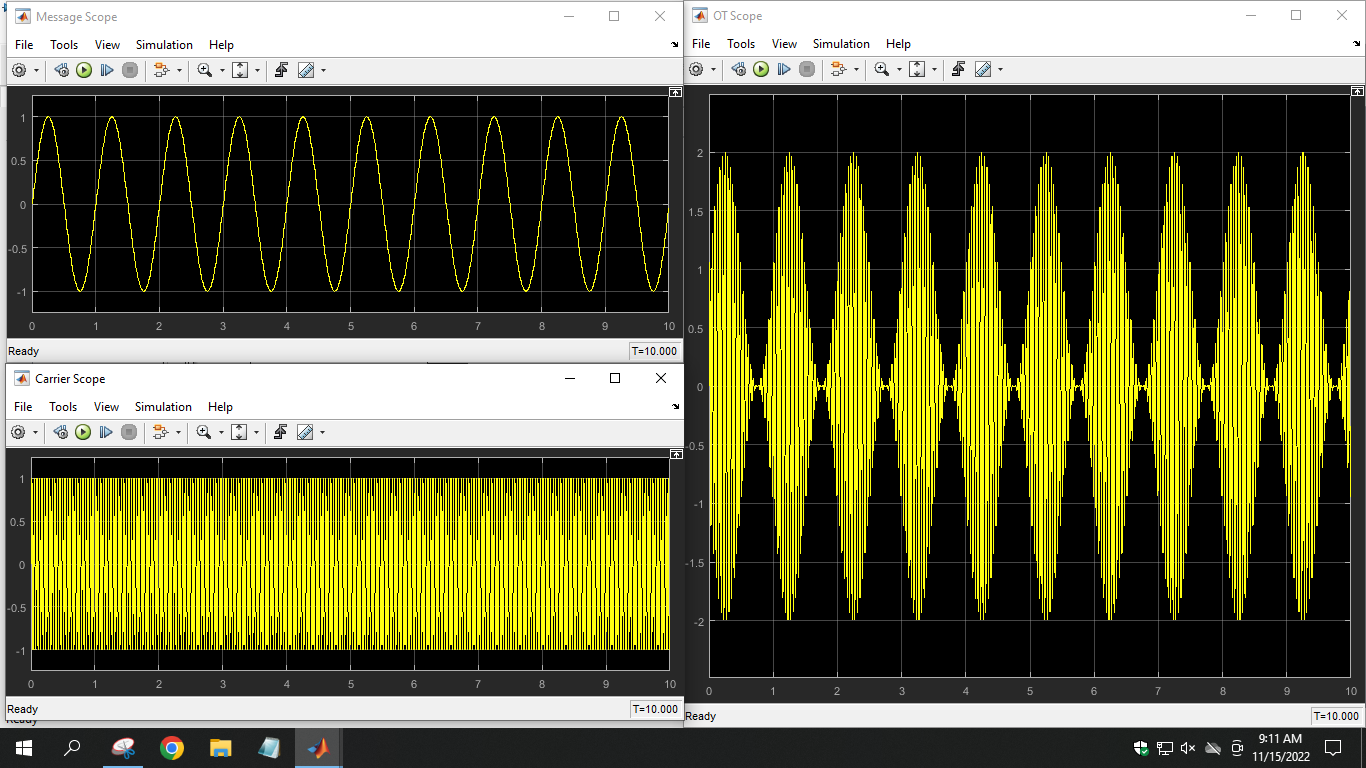 Message Scope
File Tools View Simulation Help
1
0.5
0
-0.5
-1
0 1 2 3 4 5 6 7 8 9 10
Ready T=10.000
Carrier Scope
File Tools View Simulation Help
1
0.5
0
-0.5
-1
0 1 2 3 4 5 6 7 8 9 10
Ready T=10.000
Ready
OT Scope
File Tools View Simulation Help
2
1.5
1
0.5
0
-0.5
-1
-1.5
-2
0 1 2 3 4 5 6 7 8 9 10
Ready T=10.000
9:11 AM
11/15/2022